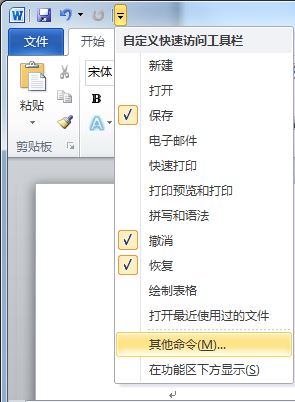 W
文件
开始
自定义快速访问工具栏
新建
打开
保存
电子邮件
快速打印
打印预览和打印
拼写和语法
撤消
恢复
绘制表格
打开最近使用过的文件
其他命令(M)...
在功能区下方显示(S)
宋体
B
A
粘贴
剪贴板